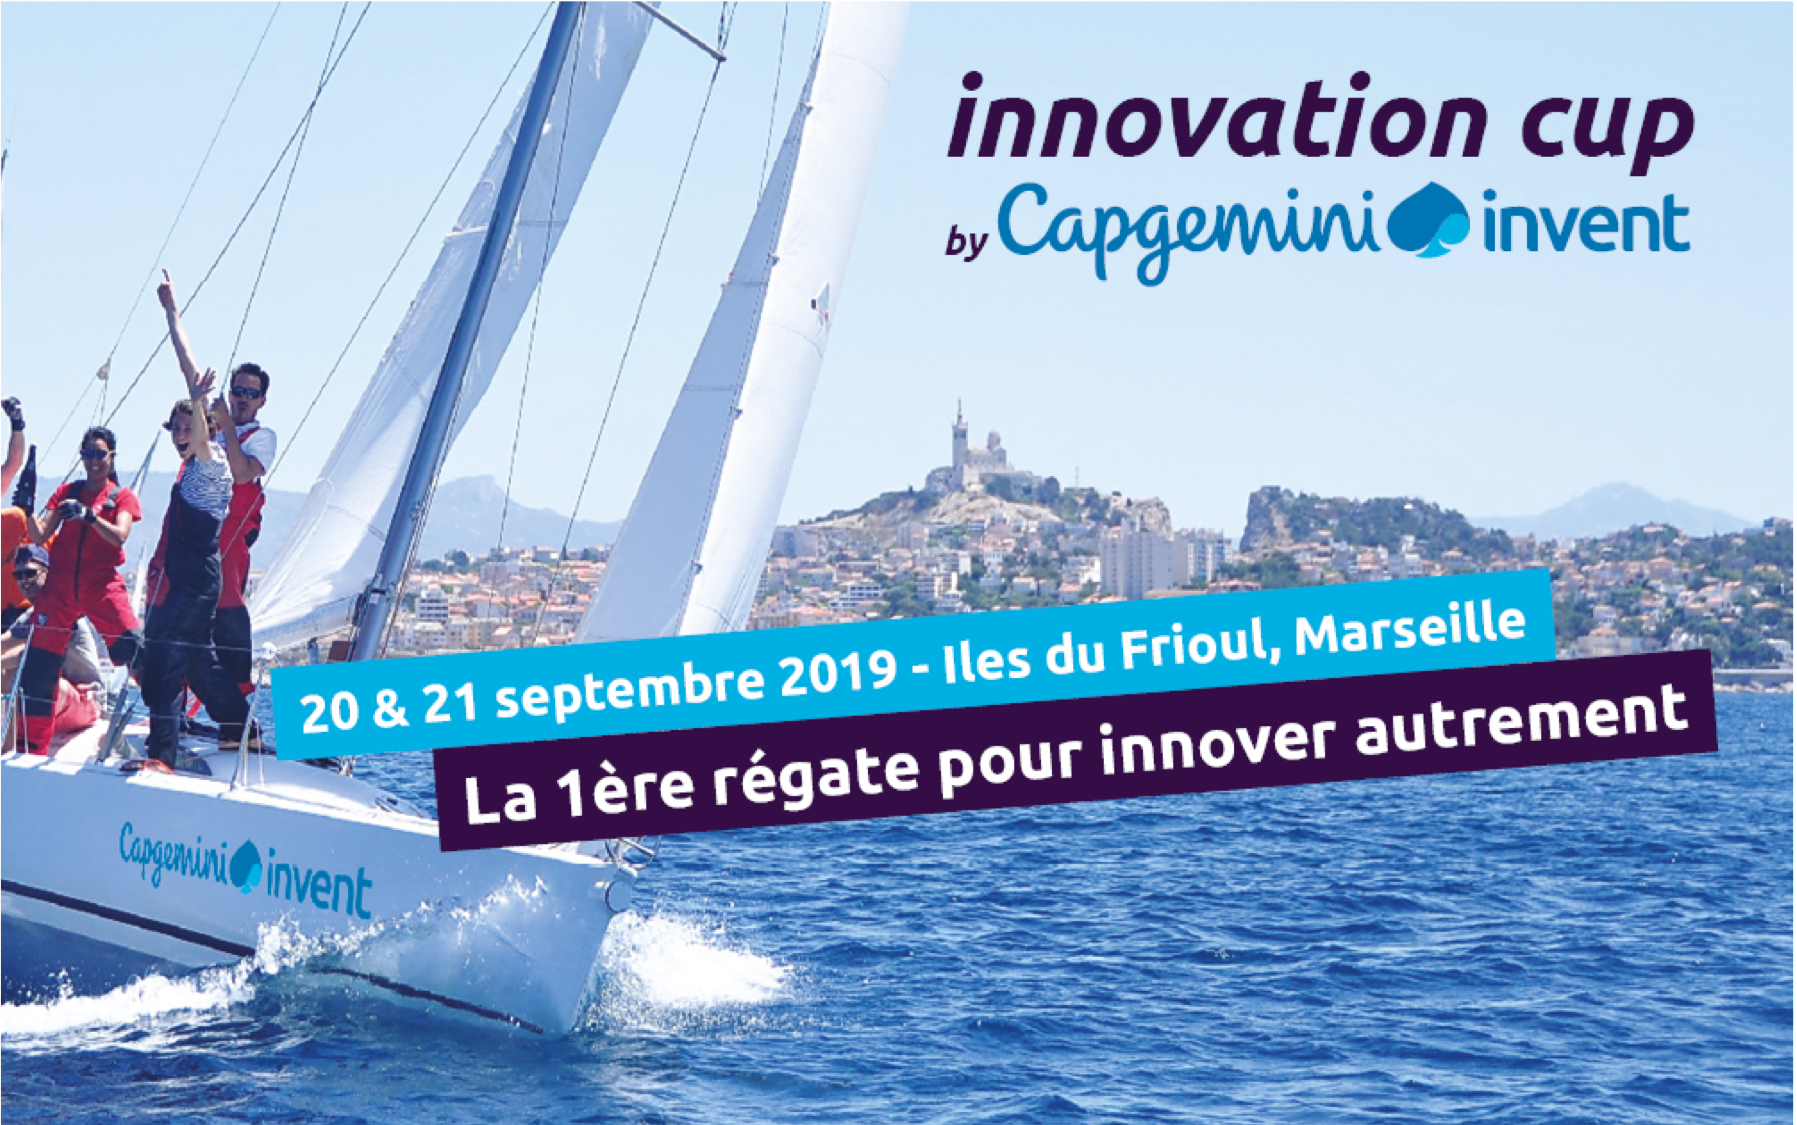 innovation cup
by Capgemini invent
20 & 21 septembre 2019 - Iles du Frioul, Marseille
La 1ère régate pour innover autrement
Capgemini invent